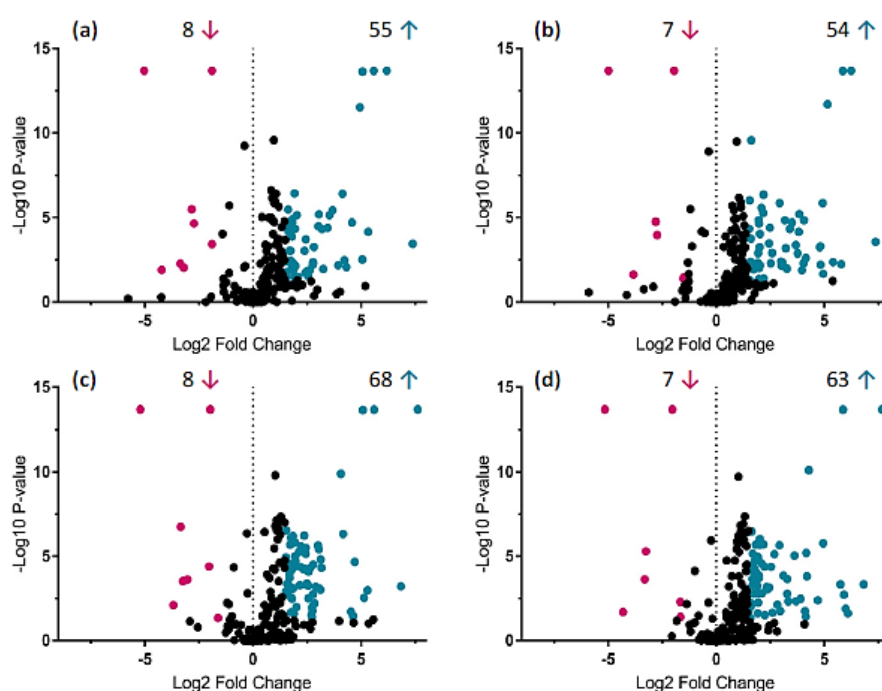 (a) 8 ↓ 55 ↑
15
10
5
0
-Log10 P-value
-5 0 5
Log2 Fold Change
(b) 7 ↓ 54 ↑
15
10
5
0
-Log10 P-value
-5 0 5
Log2 Fold Change
(c) 8 ↓ 68 ↑
15
10
5
0
-Log10 P-value
-5 0 5
Log2 Fold Change
(d) 7 ↓ 63 ↑
15
10
5
0
-Log10 P-value
-5 0 5
Log2 Fold Change